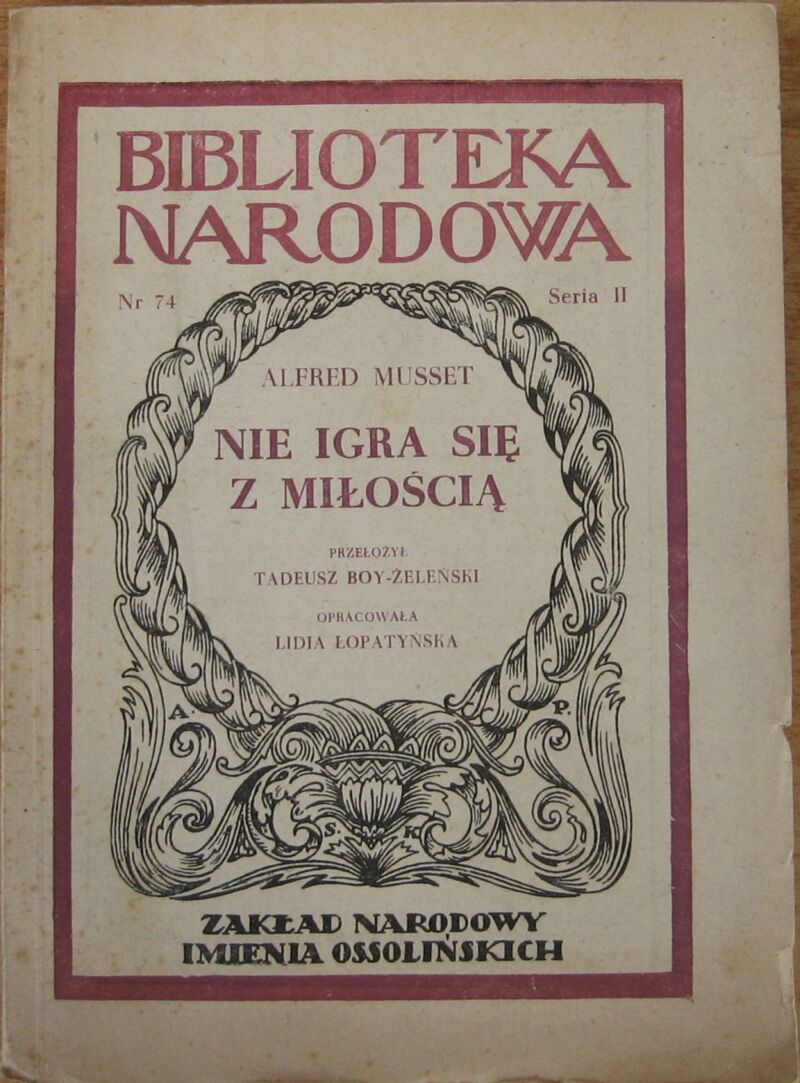 BIBLIOTEKA
NARODOWA
Nr 74 Seria II
ALFRED MUSSET
NIE IGRA SIĘ
Z MIŁOŚCIĄ
PRZEŁOŻYŁ
TADEUSZ BOY-ŻELEŃSKI
OPRACOWAŁA
LIDIA ŁOPATYŃSKA
A. P.
S. K
ZAKŁAD NARODOWY
IMIENIA OSSOLIŃSKICH